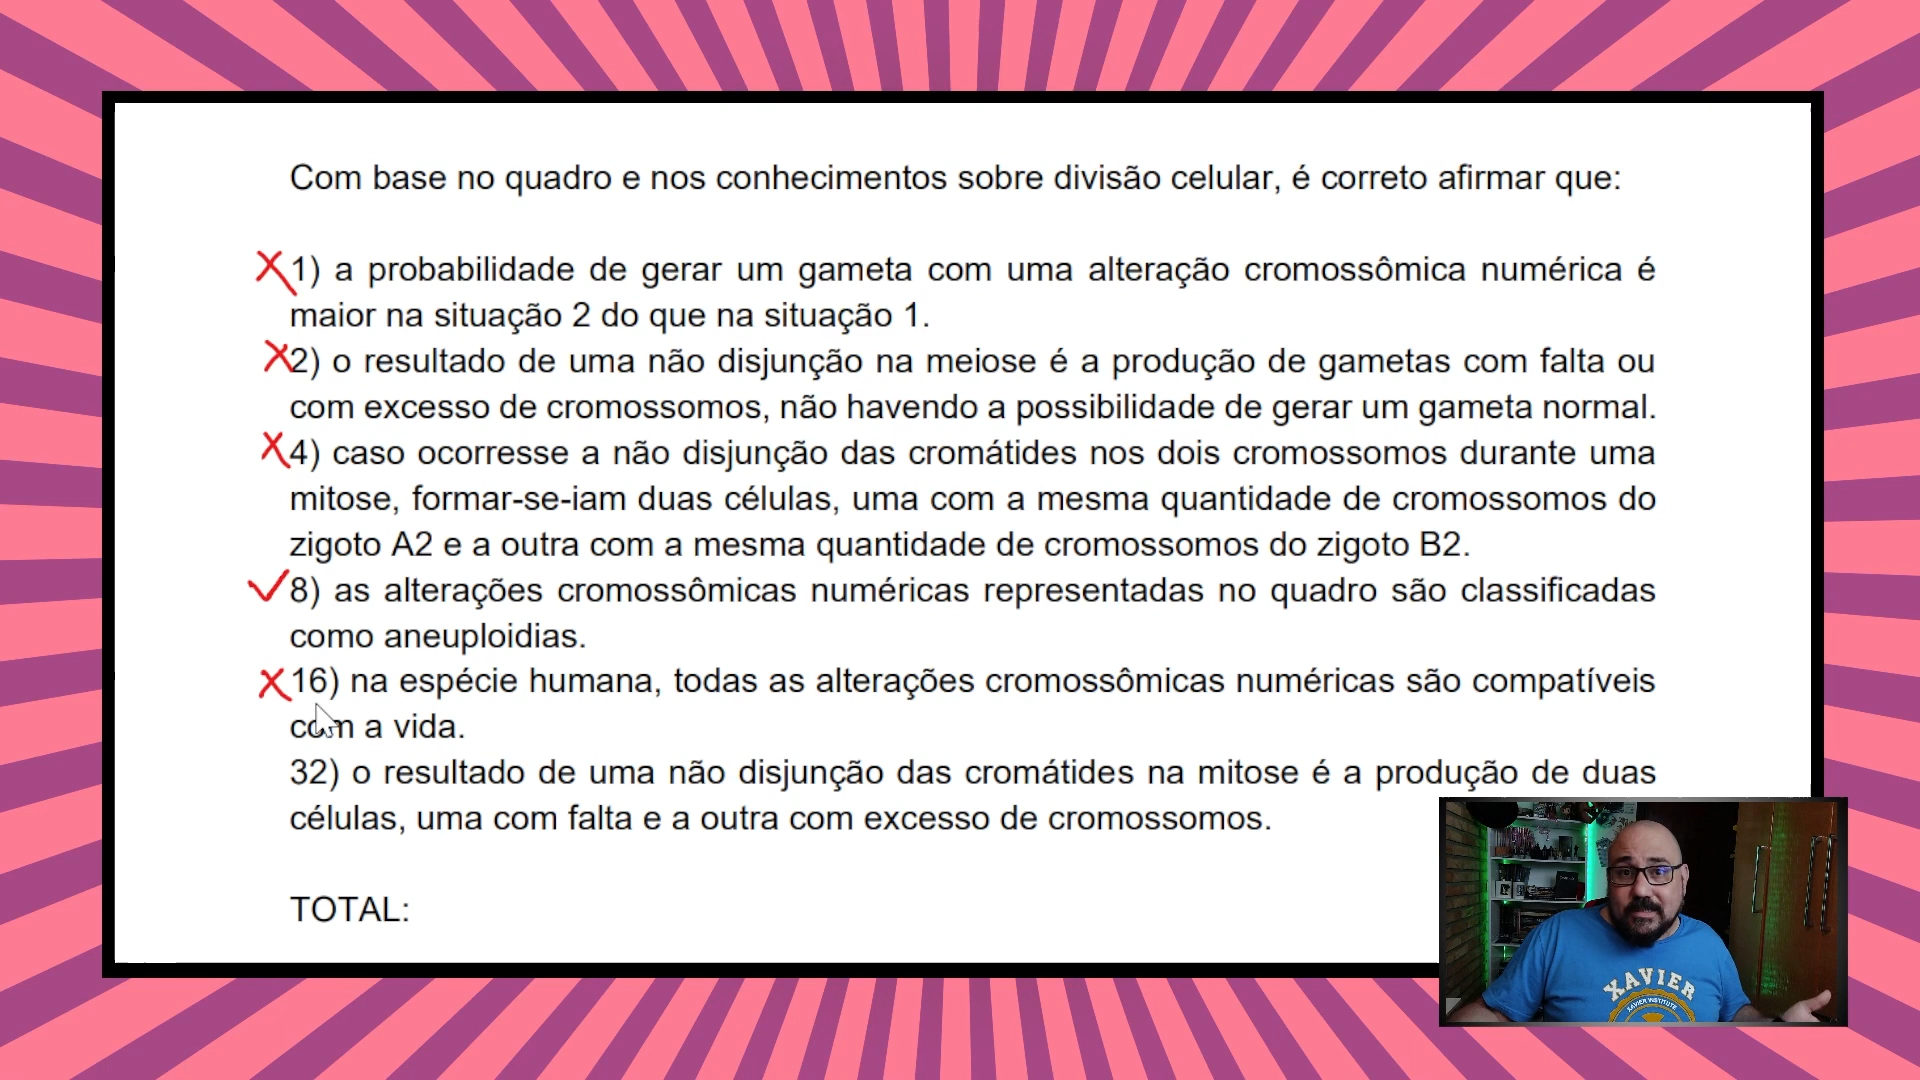 Com base no quadro e nos conhecimentos sobre divisão celular, é correto afirmar que:
1) a probabilidade de gerar um gameta com uma alteração cromossômica numérica é
maior na situação 2 do que na situação 1.
2) o resultado de uma não disjunção na meiose é a produção de gametas com falta ou
com excesso de cromossomos, não havendo a possibilidade de gerar um gameta normal.
4) caso ocorresse a não disjunção das cromátides nos dois cromossomos durante uma
mitose, formar-se-iam duas células, uma com a mesma quantidade de cromossomos do
zigoto A2 e a outra com a mesma quantidade de cromossomos do zigoto B2.
8) as alterações cromossômicas numéricas representadas no quadro são classificadas
como aneuploidias.
16) na espécie humana, todas as alterações cromossômicas numéricas são compatíveis
com a vida.
32) o resultado de uma não disjunção das cromátides na mitose é a produção de duas
células, uma com falta e a outra com excesso de cromossomos.
TOTAL:
XAVIER
XAVIER INSTITUTE